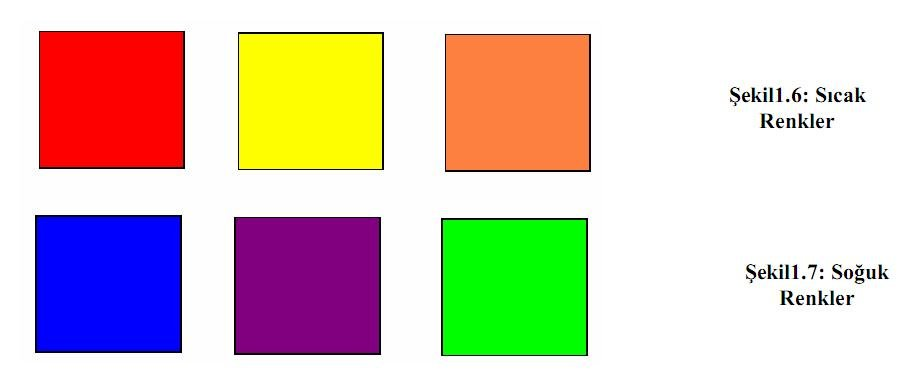 Şekil1.6: Sıcak
Renkler
Şekil1.7: Soğuk
Renkler